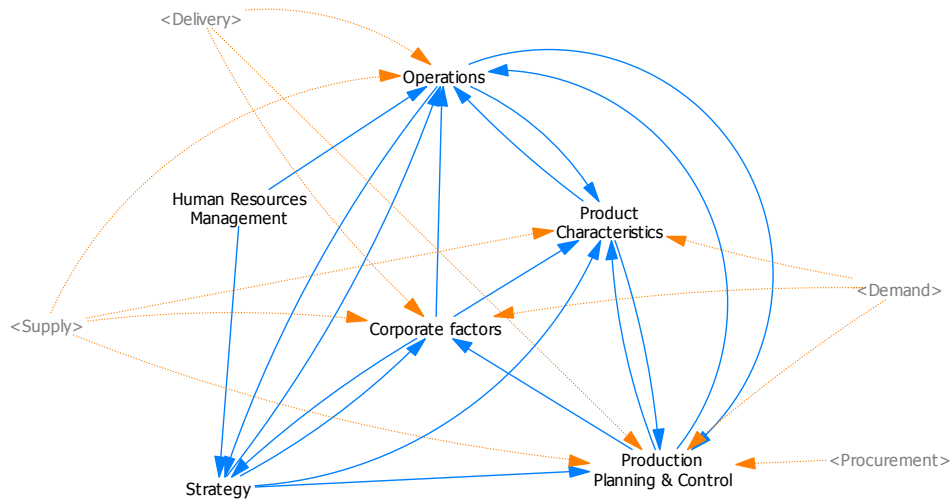 <Delivery>
Operations
Human Resources
Management
Product
Characteristics
<Demand>
<Supply>
Corporate factors
Production
Planning & Control
<Procurement>
Strategy